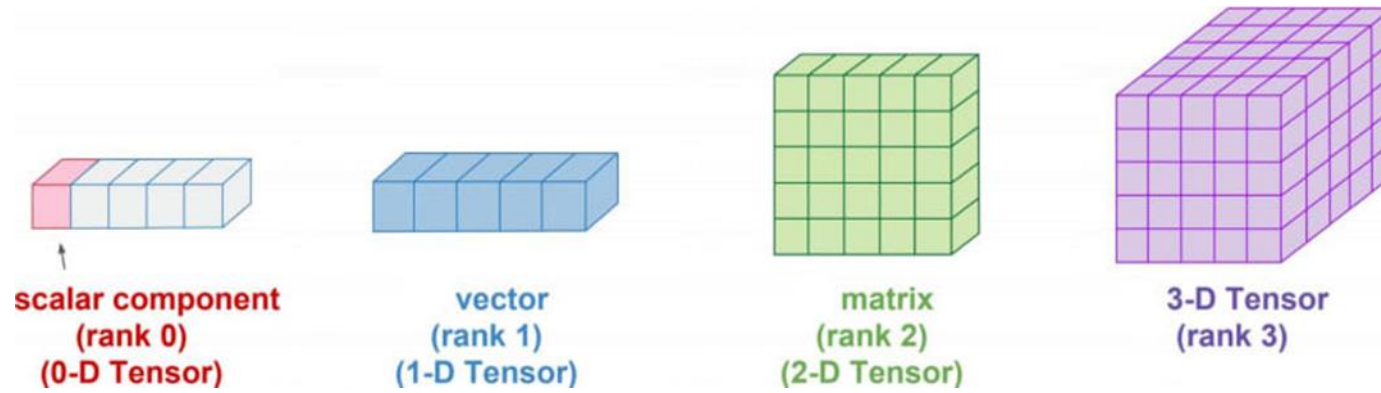 scalar component
(rank 0)
(0-D Tensor)
vector
(rank 1)
(1-D Tensor)
matrix
(rank 2)
(2-D Tensor)
3-D Tensor
(rank 3)